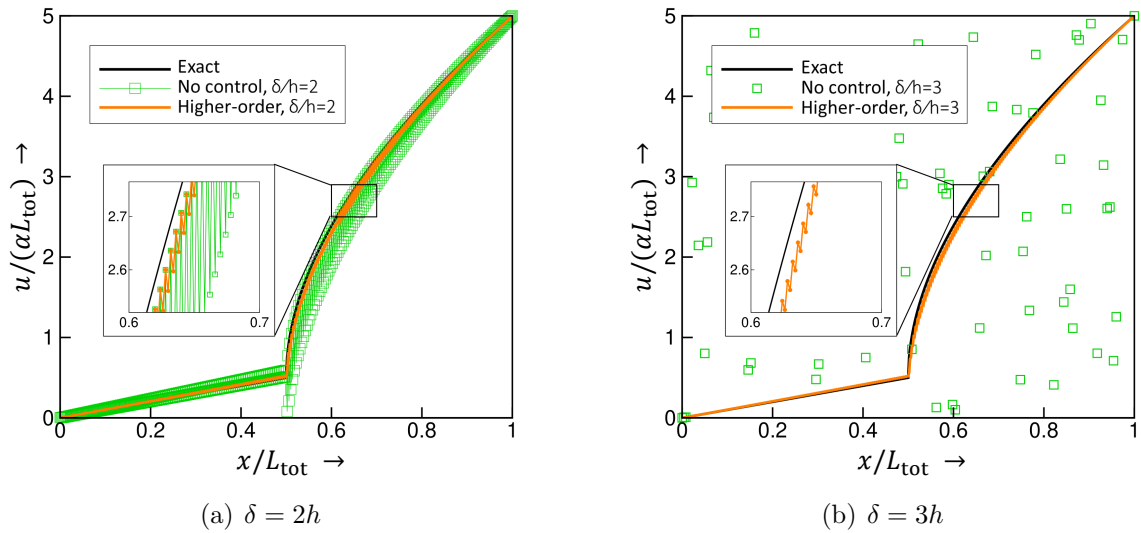 5
4
3
2
1
0
u/(αL_tot) →
Exact
No control, δ/h=2
Higher-order, δ/h=2
2.7
2.6
0.6 0.7
0 0.2 0.4 0.6 0.8 1
x/L_tot →
(a) δ = 2h
5
4
3
2
1
0
u/(αL_tot) →
Exact
No control, δ/h=3
Higher-order, δ/h=3
2.7
2.6
0.6 0.7
0 0.2 0.4 0.6 0.8 1
x/L_tot →
(b) δ = 3h